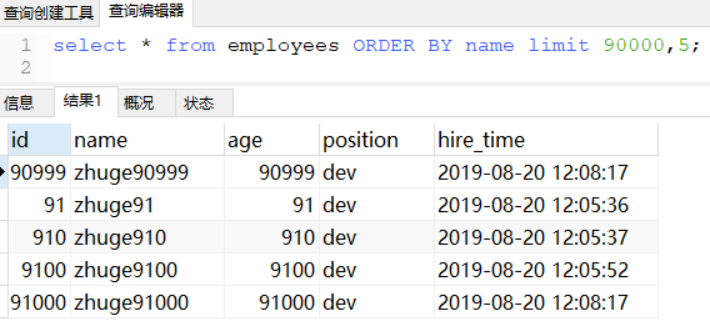 查询创建工具 查询编辑器
1 select * from employees ORDER BY name limit 90000,5;
2
信息 结果1 概况 状态
id name age position hire_time
90999 zhuge90999 90999 dev 2019-08-20 12:08:17
91 zhuge91 91 dev 2019-08-20 12:05:36
910 zhuge910 910 dev 2019-08-20 12:05:37
9100 zhuge9100 9100 dev 2019-08-20 12:05:52
91000 zhuge91000 91000 dev 2019-08-20 12:08:17